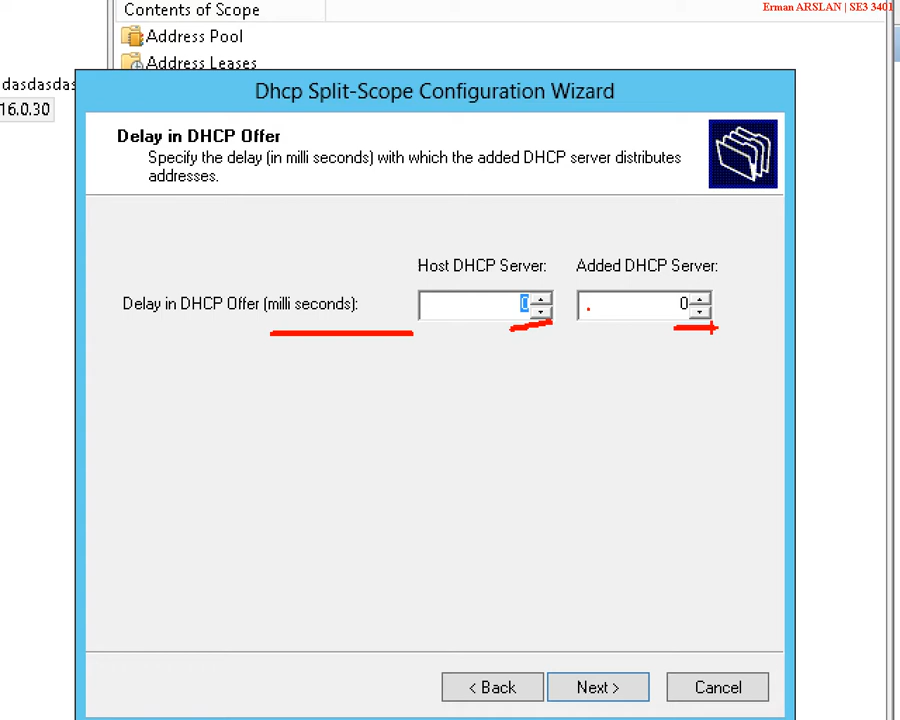 Contents of Scope
Erman ARSLAN | SE3 3401
Address Pool
Address Leases
dasdasdas
16.0.30
Dhcp Split-Scope Configuration Wizard
Delay in DHCP Offer
Specify the delay (in milli seconds) with which the added DHCP server distributes
addresses.
Host DHCP Server: Added DHCP Server:
Delay in DHCP Offer (milli seconds): 0 0
< Back Next > Cancel